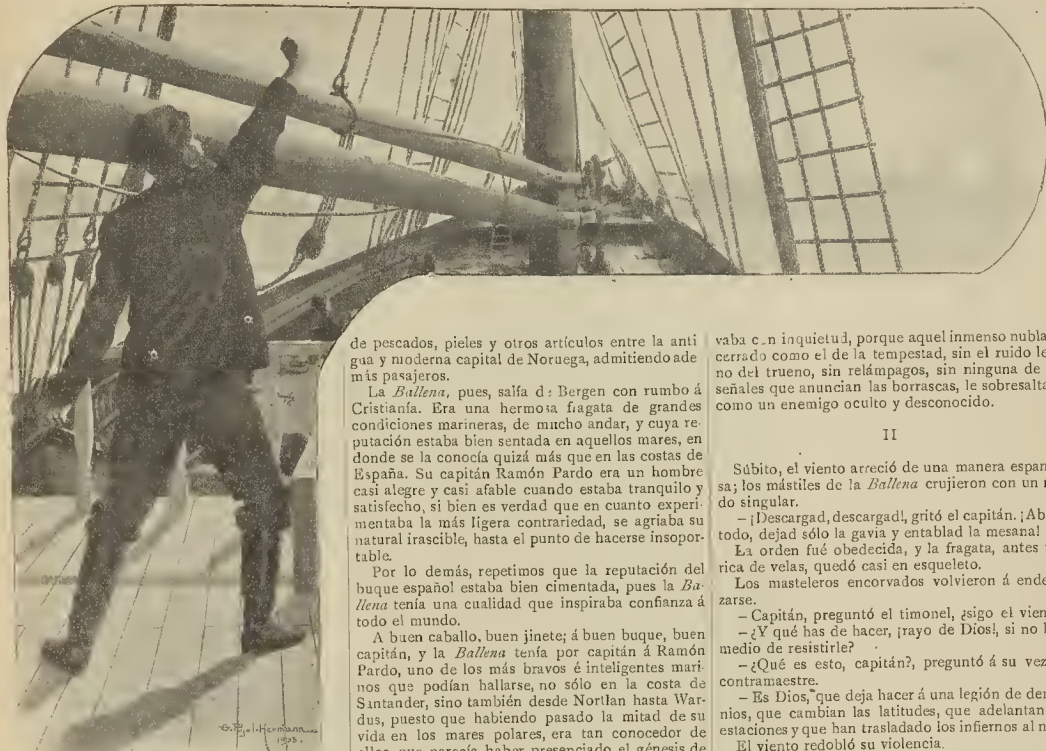 de pescados, pieles y otros artículos entre la anti
gua y moderna capital de Noruega, admitiendo ade
más pasajeros.
La Ballena, pues, salía de Bergen con rumbo á
Cristianía. Era una hermosa fragata de grandes
condiciones marineras, de mucho andar, y cuya re-
putación estaba bien sentada en aquellos mares, en
donde se la conocía quizá más que en las costas de
España. Su capitán Ramón Pardo era un hombre
casi alegre y casi afable cuando estaba tranquilo y
satisfecho, si bien es verdad que en cuanto experi-
mentaba la más ligera contrariedad, se agriaba su
natural irascible, hasta el punto de hacerse insopor-
table.
Por lo demás, repetimos que la reputación del
buque español estaba bien cimentada, pues la Ba-
llena tenía una cualidad que inspiraba confianza á
todo el mundo.
A buen caballo, buen jinete; á buen buque, buen
capitán, y la Ballena tenía por capitán á Ramón
Pardo, uno de los más bravos é inteligentes mari-
nos que podían hallarse, no sólo en la costa de
Santander, sino también desde Nortlan hasta War-
dus, puesto que habiendo pasado la mitad de su
vida en los mares polares, era tan conocedor de
ellos que parecía haber presenciado el génesis de
vaba con inquietud, porque aquel inmenso nubla
cerrado como el de la tempestad, sin el ruido le
no del trueno, sin relámpagos, sin ninguna de
señales que anuncian las borrascas, le sobresalta
como un enemigo oculto y desconocido.
II
Súbito, el viento arreció de una manera espan
sa; los mástiles de la Ballena crujieron con un
do singular.
– ¡Descargad, descargad!, gritó el capitán. ¡Ab
todo, dejad sólo la gavia y entablad la mesana!
La orden fué obedecida, y la fragata, antes
rica de velas, quedó casi en esqueleto.
Los masteleros encorvados volvieron á ende
zarse.
– Capitán, preguntó el timonel, ¿sigo el vien
– ¿Y qué has de hacer, ¡rayo de Dios!, si no
medio de resistirle?
– ¿Qué es esto, capitán?, preguntó á su vez
contramaestre.
– Es Dios, que deja hacer á una legión de der
nios, que cambian las latitudes, que adelantan
estaciones y que han trasladado los infiernos al n
El viento redobló su violencia.